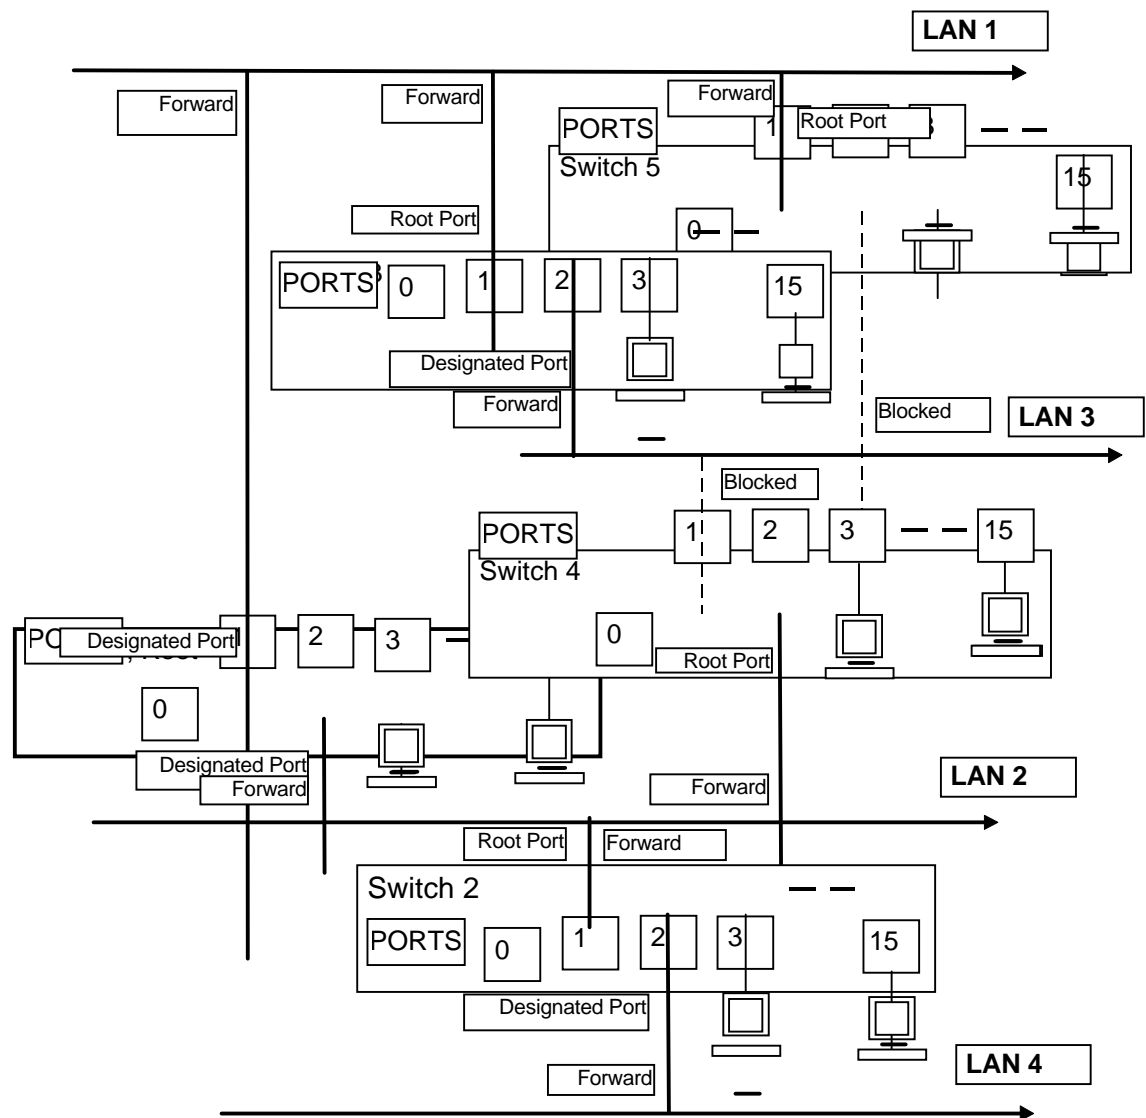 LAN 1
Forward
Forward
Forward
PORTS
1
Root Port
3
Switch 5
15
Root Port
0
PORTS
0
1
2
3
15
Designated Port
Forward
Blocked
LAN 3
Blocked
PORTS
1
2
3
15
Switch 4
Designated Port
2
3
0
Root Port
0
Designated Port
Forward
Forward
LAN 2
Root Port
Forward
Switch 2
PORTS
0
1
2
3
15
Designated Port
Forward
LAN 4